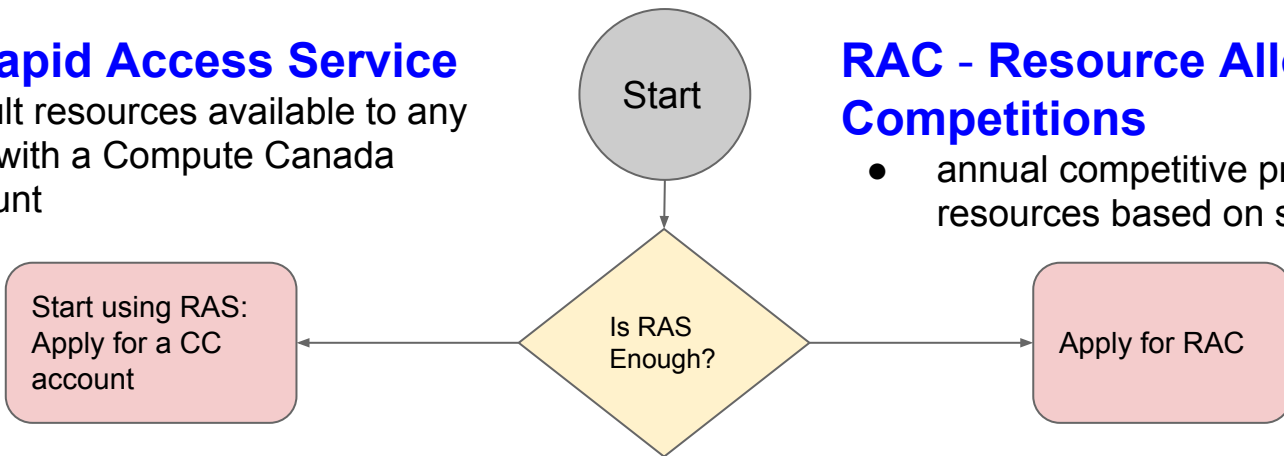 apid Access Service
ult resources available to any
with a Compute Canada
unt
Start
RAC - Resource All
Competitions
● annual competitive pr
resources based on s
Start using RAS:
Apply for a CC
account
Is RAS
Enough?
Apply for RAC